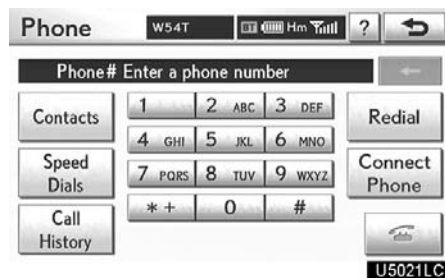 Phone W54T BT Hm ?
Phone# Enter a phone number
Contacts
1 2 ABC 3 DEF
Redial
4 GHI 5 JKL 6 MNO
Speed
Dials
7 PQRS 8 TUV 9 WXYZ
Connect
Phone
* + 0 #
Call
History
U5021LC